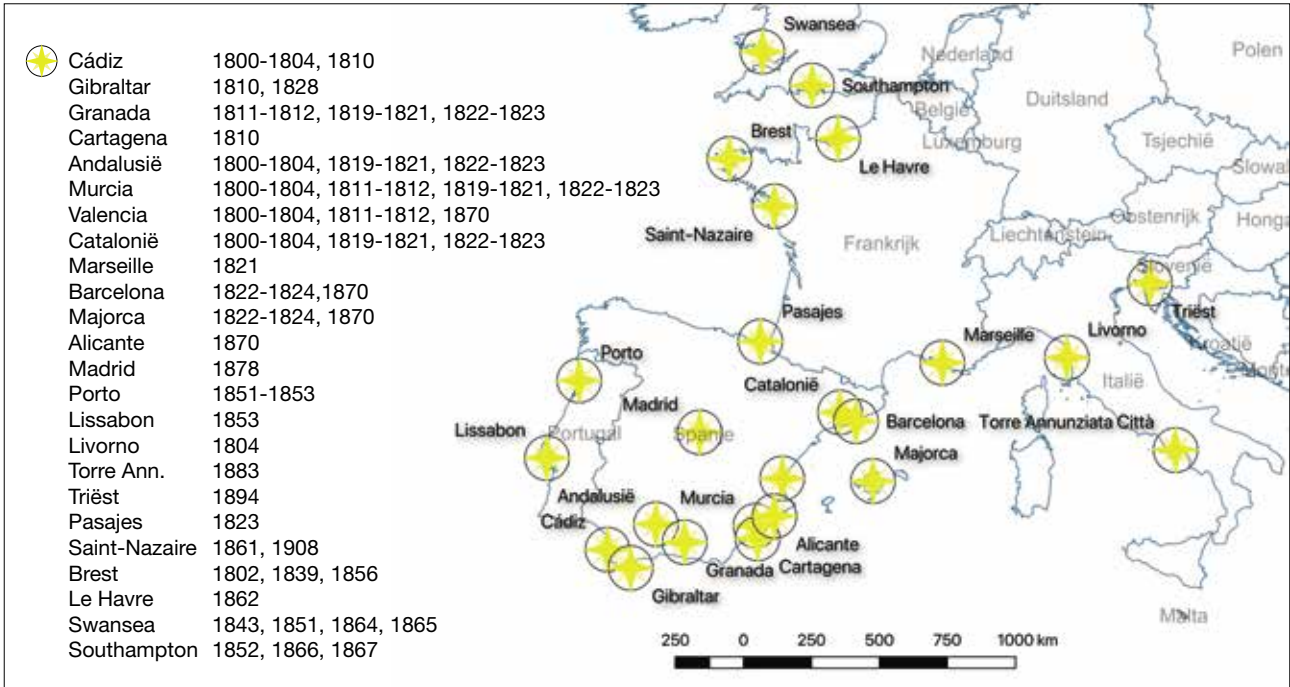 Cádiz 1800-1804, 1810
Gibraltar 1810, 1828
Granada 1811-1812, 1819-1821, 1822-1823
Cartagena 1810
Andalusië 1800-1804, 1819-1821, 1822-1823
Murcia 1800-1804, 1811-1812, 1819-1821, 1822-1823
Valencia 1800-1804, 1811-1812, 1870
Catalonië 1800-1804, 1819-1821, 1822-1823
Marseille 1821
Barcelona 1822-1824,1870
Majorca 1822-1824, 1870
Alicante 1870
Madrid 1878
Porto 1851-1853
Lissabon 1853
Livorno 1804
Torre Ann. 1883
Triëst 1894
Pasajes 1823
Saint-Nazaire 1861, 1908
Brest 1802, 1839, 1856
Le Havre 1862
Swansea 1843, 1851, 1864, 1865
Southampton 1852, 1866, 1867
Swansea
Nederland
Polen
Southampton
Duitsland
België
Brest
Luxemburg
Tsjechië
Le Havre
Slowa
Saint-Nazaire
Frankrijk
Liechtenstein
Oostenrijk
Honga
Slovenië
Pasajes
Triëst
Marseille
Livorno
Kroatië
Porto
Italië
Monte
Catalonië
Madrid
Barcelona
Torre Annunziata Città
Lissabon
Portugal
Spanje
Majorca
Andalusië
Murcia
Cádiz
Alicante
Granada
Cartagena
Gibraltar
Malta
250 0 250 500 750 1000 km